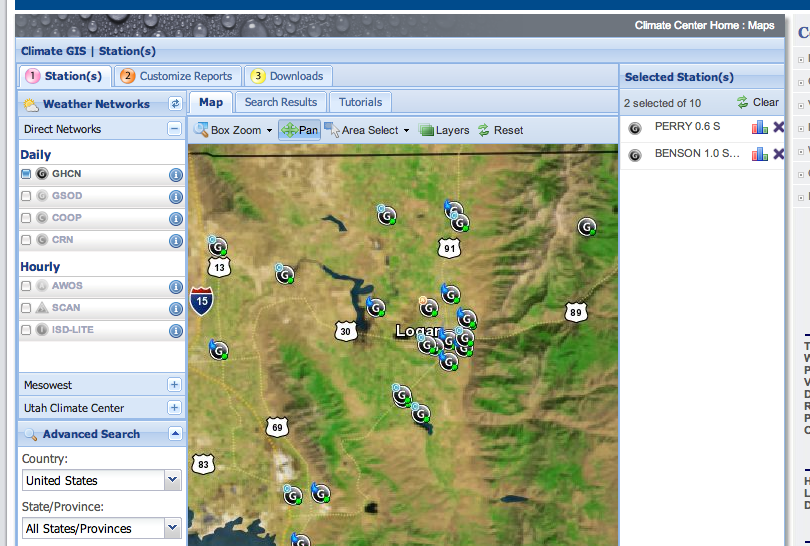 Climate Center Home : Maps
Climate GIS | Station(s)
1 Station(s)
2 Customize Reports
3 Downloads
Weather Networks
Direct Networks
Daily
G GHCN
G GSOD
C COOP
C CRN
Hourly
A AWOS
SCAN
I ISD-LITE
Mesowest
Utah Climate Center
Advanced Search
Country:
United States
State/Province:
All States/Provinces
Map
Search Results
Tutorials
Box Zoom
Pan
Area Select
Layers
Reset
91
13
15
30
Logan
89
69
83
Selected Station(s)
2 selected of 10
Clear
G PERRY 0.6 S
G BENSON 1.0 S...